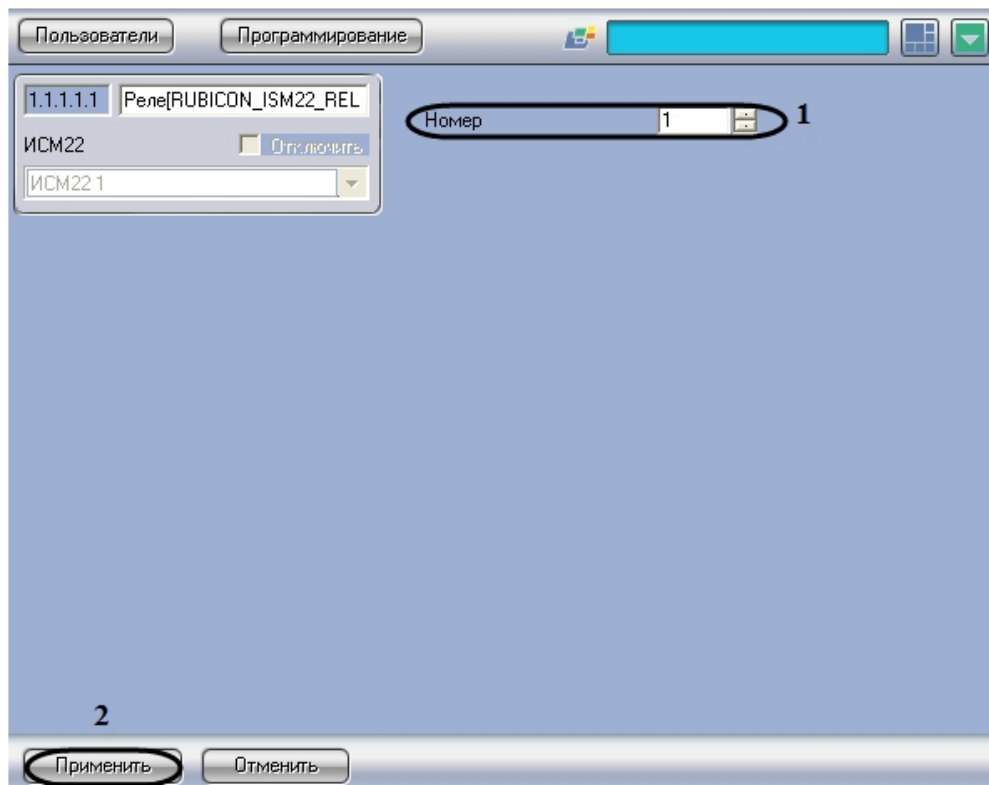 Пользователи Программирование
1.1.1.1.1 Реле[RUBICON_ISM22_REL
Номер 1 1
ИСМ22 Отключить
ИСМ22 1
2
Применить Отменить